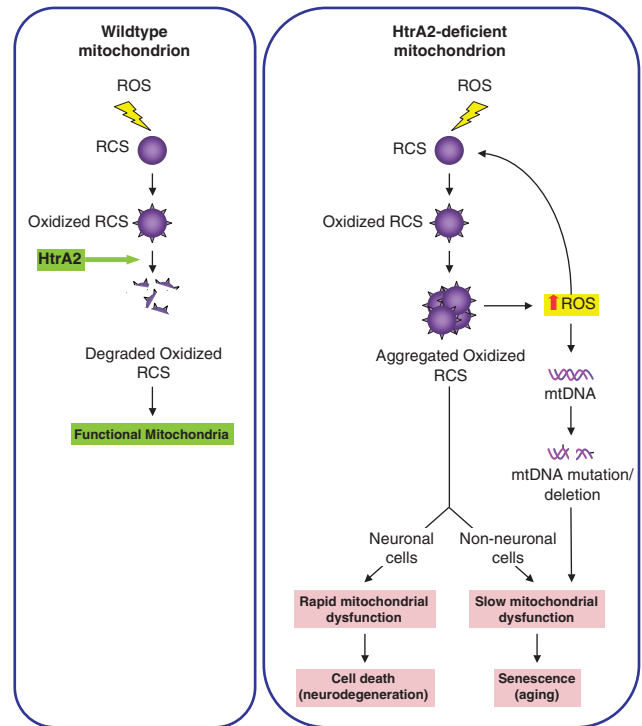 Wildtype
mitochondrion
ROS
RCS
Oxidized RCS
HtrA2
Degraded Oxidized
RCS
Functional Mitochondria
HtrA2-deficient
mitochondrion
ROS
RCS
Oxidized RCS
Aggregated Oxidized
RCS
ROS
mtDNA
mtDNA mutation/
deletion
Neuronal
cells
Non-neuronal
cells
Rapid mitochondrial
dysfunction
Slow mitochondrial
dysfunction
Cell death
(neurodegeneration)
Senescence
(aging)